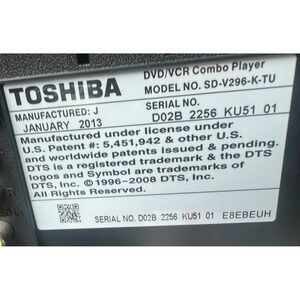 DVD/VCR Combo Player
TOSHIBA MODEL NO. SD-V296-K-TU
MANUFACTURED: J SERIAL NO.
JANUARY 2013 D02B 2256 KU51 01
Manufactured under license under
U.S. Patent #: 5,451,942 & other U.S. and
worldwide patents issued & pending. DTS
is a registered trademark & the DTS
logos and Symbol are trademarks of
DTS, Inc. ©1996-2008 DTS, Inc.
All Rights Reserved.
SERIAL NO. D02B 2256 KU51 01 E8EBEUH